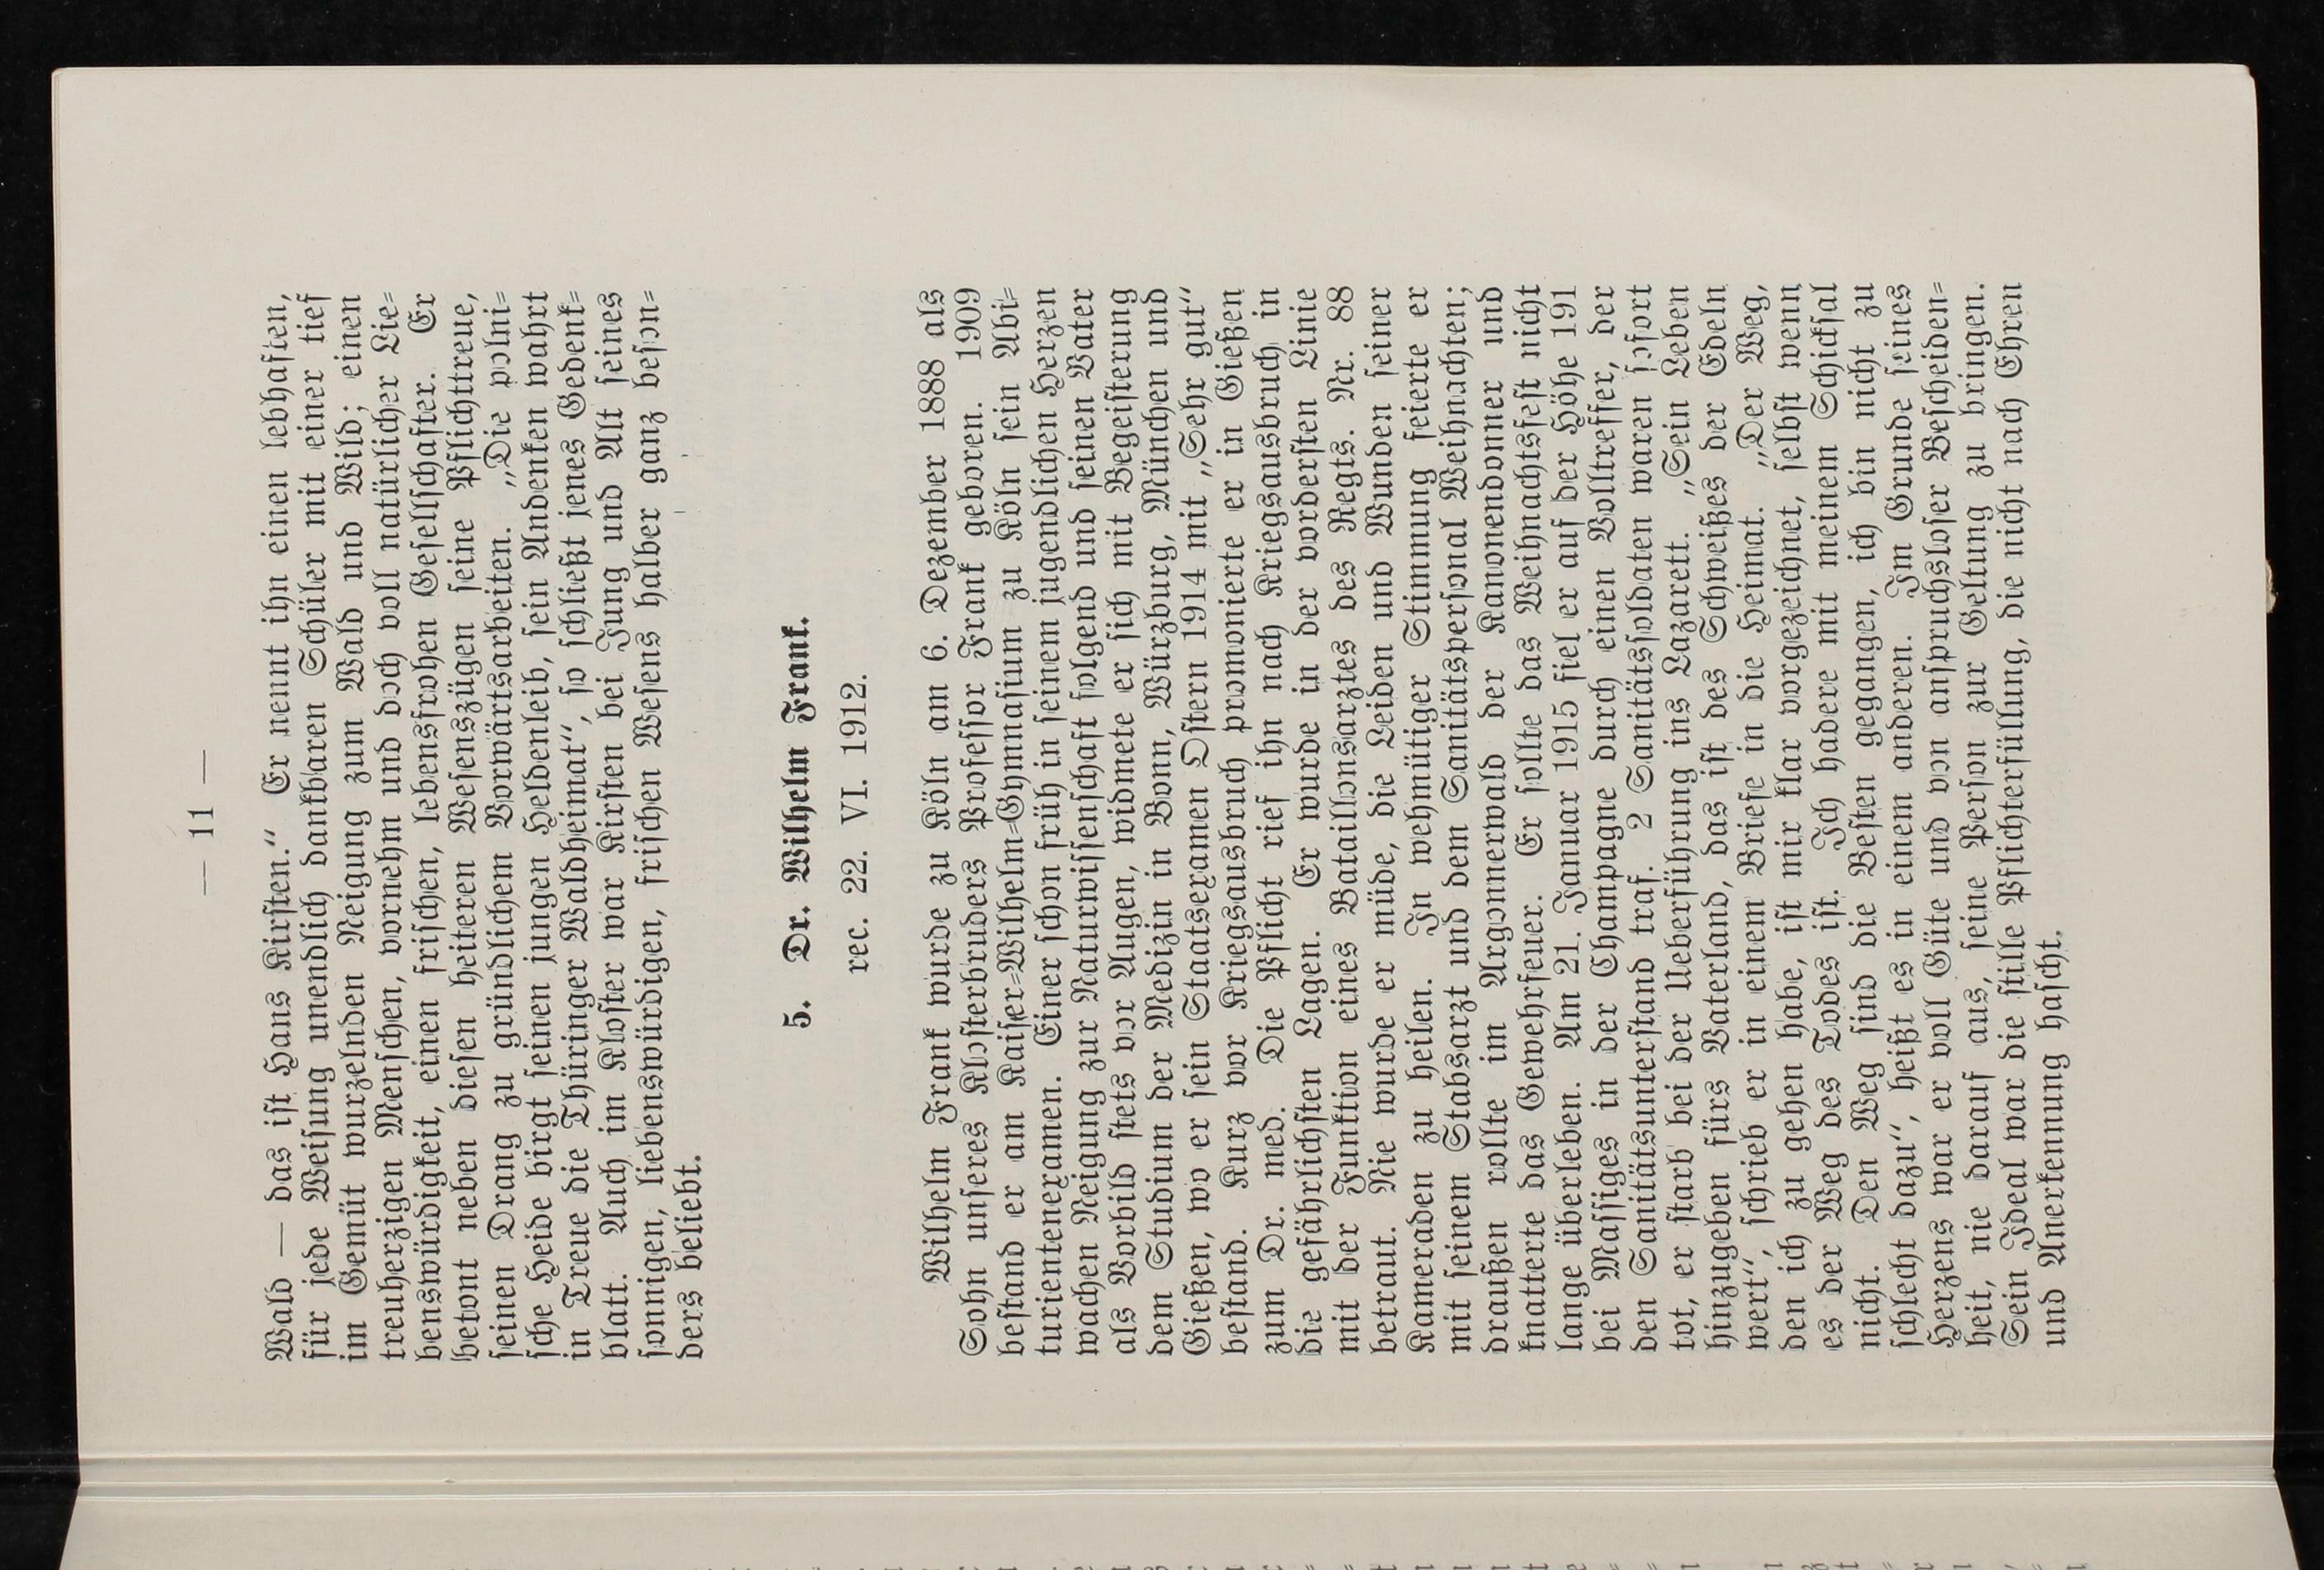 — 11 —
Wald — das ist Hans Kirsten.“ Er nennt ihn einen lebhaften,
für jede Weisung unendlich dankbaren Schüler mit einer tief
im Gemüt wurzelnden Neigung zum Wald und Wild; einen
treuherzigen Menschen, vornehm und doch voll natürlicher Lie-
benswürdigkeit, einen frischen, lebensfrohen Gesellschafter. Er
betont neben diesen heiteren Wesenszügen seine Pflichttreue,
seinen Drang zu gründlichem Vorwärtsarbeiten. „Die polni-
sche Heide birgt seinen jungen Heldenleib, sein Andenken wahrt
in Treue die Thüringer Waldheimat“, so schließt jenes Gedenk-
blatt. Auch im Kloster war Kirsten bei Jung und Alt seines
sonnigen, liebenswürdigen, frischen Wesens halber ganz beson-
ders beliebt.
5. Dr. Wilhelm Frank.
rec. 22. VI. 1912.
Wilhelm Frank wurde zu Köln am 6. Dezember 1888 als
Sohn unseres Klosterbruders Professor Frank geboren. 1909
bestand er am Kaiser-Wilhelm-Gymnasium zu Köln sein Abi-
turientenexamen. Einer schon früh in seinem jugendlichen Herzen
wachen Neigung zur Naturwissenschaft folgend und seinen Vater
als Vorbild stets vor Augen, widmete er sich mit Begeisterung
dem Studium der Medizin in Bonn, Würzburg, München und
Gießen, wo er sein Staatsexamen Ostern 1914 mit „Sehr gut“
bestand. Kurz vor Kriegsausbruch promovierte er in Gießen
zum Dr. med. Die Pflicht rief ihn nach Kriegsausbruch in
die gefährlichsten Lagen. Er wurde in der vordersten Linie
mit der Funktion eines Bataillonsarztes des Regts. Nr. 88
betraut. Nie wurde er müde, die Leiden und Wunden seiner
Kameraden zu heilen. In wehmütiger Stimmung feierte er
mit seinem Stabsarzt und dem Sanitätspersonal Weihnachten;
draußen rollte im Argonnerwald der Kanonendonner und
knatterte das Gewehrfeuer. Er sollte das Weihnachtsfest nicht
lange überleben. Am 21. Januar 1915 fiel er auf der Höhe 191
bei Massiges in der Champagne durch einen Volltreffer, der
den Sanitätsunterstand traf. 2 Sanitätssoldaten waren sofort
tot, er starb bei der Ueberführung ins Lazarett. „Sein Leben
hinzugeben fürs Vaterland, das ist des Schweißes der Edeln
wert“, schrieb er in einem Briefe in die Heimat. „Der Weg,
den ich zu gehen habe, ist mir klar vorgezeichnet, selbst wenn
es der Weg des Todes ist. Ich hadere mit meinem Schicksal
nicht. Den Weg sind die Besten gegangen, ich bin nicht zu
schlecht dazu“, heißt es in einem anderen. Im Grunde seines
Herzens war er voll Güte und von anspruchsloser Bescheiden-
heit, nie darauf aus, seine Person zur Geltung zu bringen.
Sein Ideal war die stille Pflichterfüllung, die nicht nach Ehren
und Anerkennung hascht.